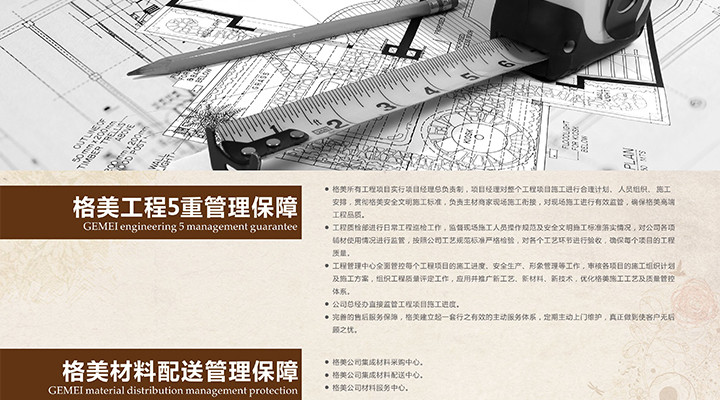 1 2 3 4 5 6
格美工程5重管理保障
GEMEI engineering 5 management guarantee
● 格美所有工程项目实行项目经理总负责制，项目经理对整个工程项目施工进行合理计划、人员组织、施工
安排，贯彻格美安全文明施工标准，负责主材商家现场施工衔接，对现场施工进行有效监管，确保格美高端
工程品质。
● 工程质检部进行日常工程巡检工作，监督现场施工人员操作规范及安全文明施工标准落实情况，对公司各项
辅材使用情况进行监管，按照公司工艺规范标准严格检验，对各个工艺环节进行验收，确保每个项目的工程
质量。
● 工程管理中心全面管控每个工程项目的施工进度、安全生产、形象管理等工作，审核各项目的施工组织计划
及施工方案，组织工程质量评定工作，应用并推广新工艺、新材料、新技术，优化格美施工工艺及质量管控
体系。
● 公司总经办直接监管工程项目施工进度。
● 完善的售后服务保障，格美建立起一套行之有效的主动服务体系，定期主动上门维护，真正做到使客户无后
顾之忧。
格美材料配送管理保障
GEMEI material distribution management protection
● 格美公司集成材料采购中心。
● 格美公司集成材料配送中心。
● 格美公司材料服务中心。